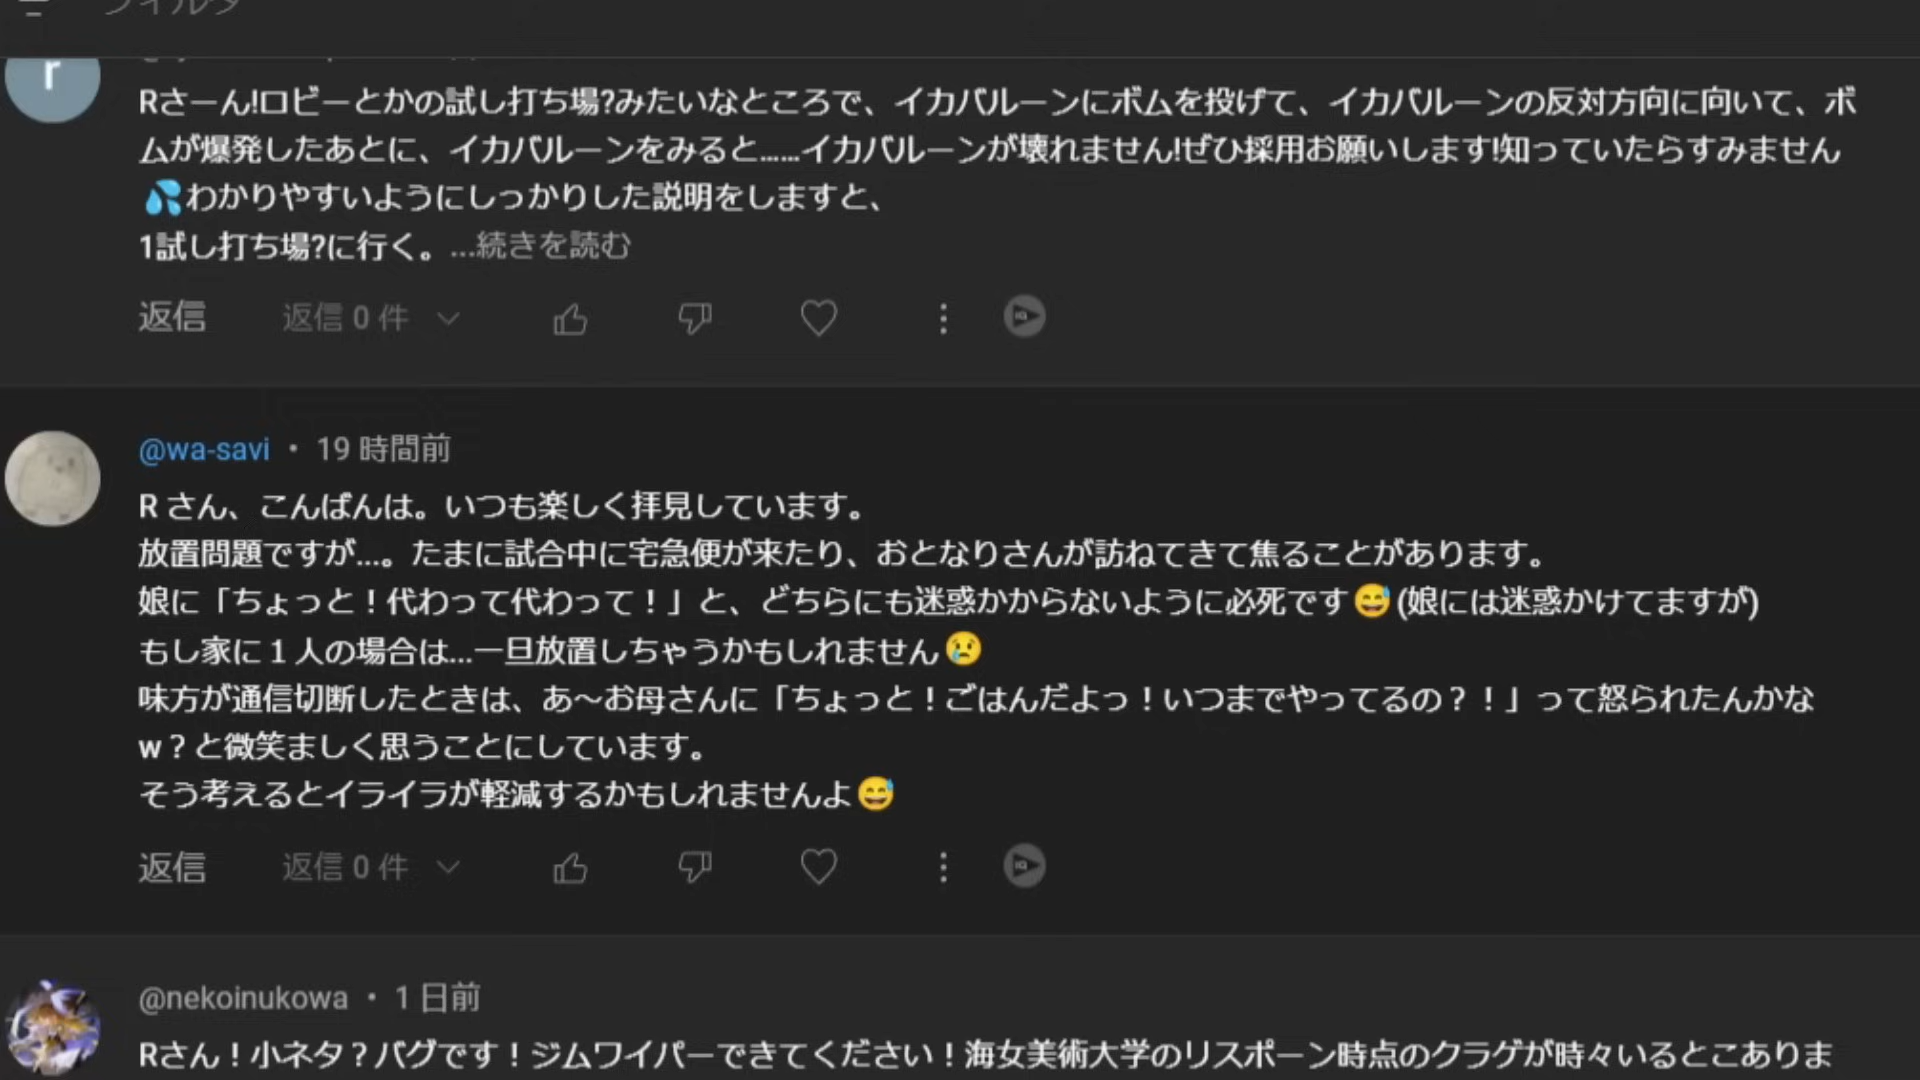 フィルタ
r
Rさーん!ロビーとかの試し打ち場?みたいなところで、イカバルーンにボムを投げて、イカバルーンの反対方向に向いて、ボ
ムが爆発したあとに、イカバルーンをみると......イカバルーンが壊れません!ぜひ採用お願いします!知っていたらすみません
💦わかりやすいようにしっかりした説明をしますと、
1試し打ち場?に行く。...続きを読む
返信 返信 0 件
@wa-savi • 19 時間前
R さん、こんばんは。いつも楽しく拝見しています。
放置問題ですが...。たまに試合中に宅急便が来たり、おとなりさんが訪ねてきて焦ることがあります。
娘に「ちょっと！代わって代わって！」と、どちらにも迷惑かからないように必死です😅(娘には迷惑かけてますが)
もし家に１人の場合は...一旦放置しちゃうかもしれません😢
味方が通信切断したときは、あ〜お母さんに「ちょっと！ごはんだよっ！いつまでやってるの？！」って怒られたんかな
w？と微笑ましく思うことにしています。
そう考えるとイライラが軽減するかもしれませんよ😅
返信 返信 0 件
@nekoinukowa • 1 日前
Rさん！小ネタ？バグです！ジムワイパーできてください！海女美術大学のリスポーン時点のクラゲが時々いるとこありま